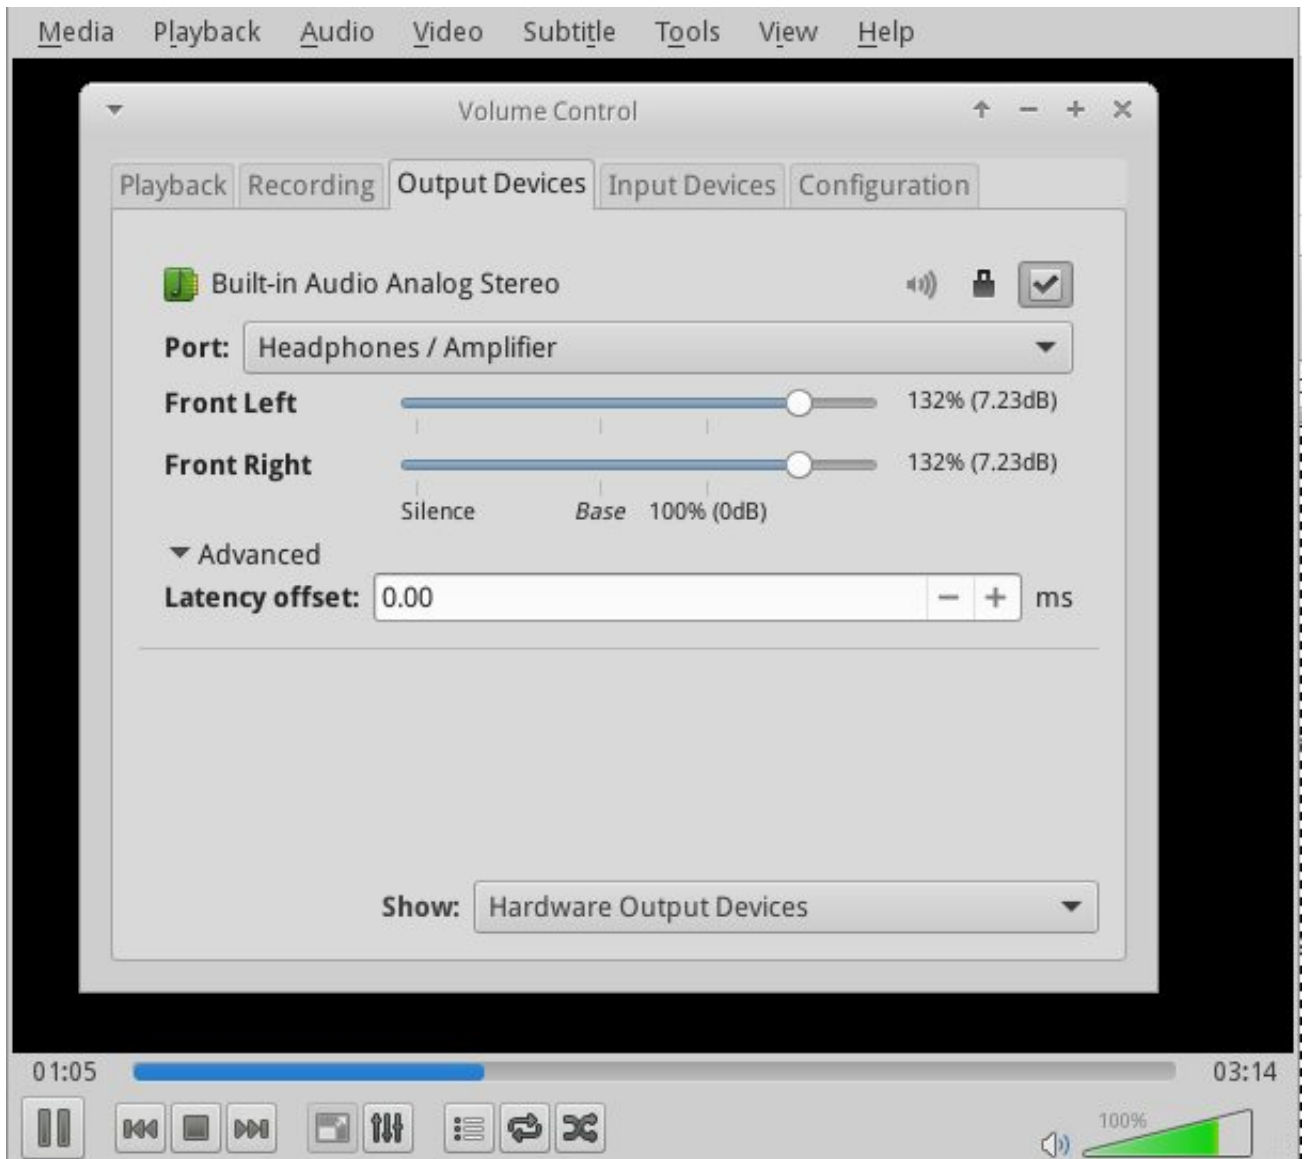 Media Playback Audio Video Subtitle Tools View Help
Volume Control
Playback Recording Output Devices Input Devices Configuration
Built-in Audio Analog Stereo
Port: Headphones / Amplifier
Front Left 132% (7.23dB)
Front Right 132% (7.23dB)
Silence Base 100% (0dB)
Advanced
Latency offset: 0.00 ms
Show: Hardware Output Devices
01:05 03:14
100%